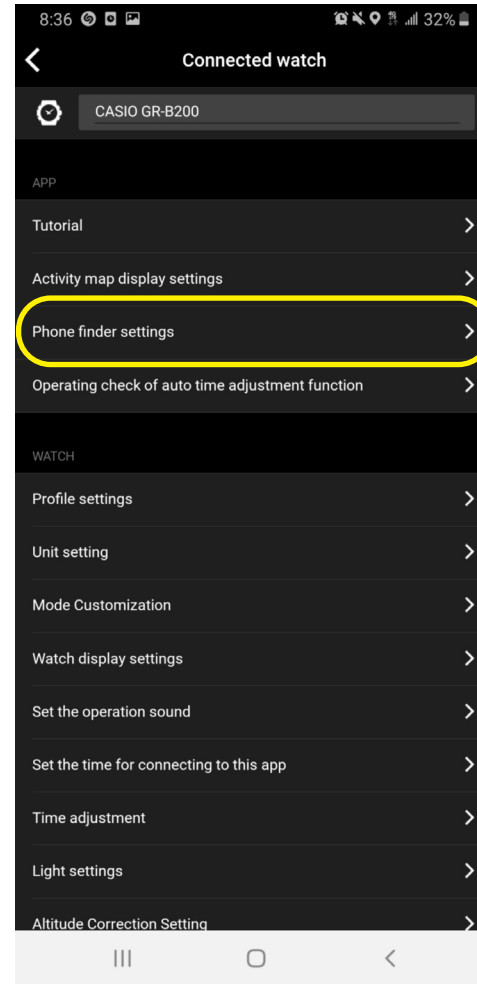 8:36 32%
Connected watch
CASIO GR-B200
APP
Tutorial
Activity map display settings
Phone finder settings
Operating check of auto time adjustment function
WATCH
Profile settings
Unit setting
Mode Customization
Watch display settings
Set the operation sound
Set the time for connecting to this app
Time adjustment
Light settings
Altitude Correction Setting